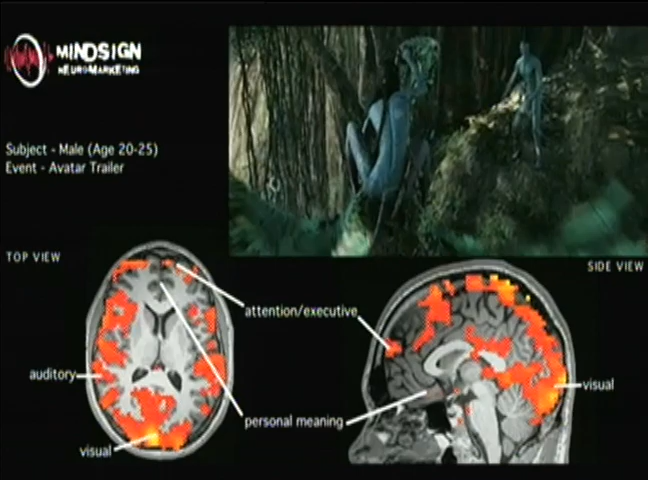 MINDSIGN
NEUROMARKETING
Subject - Male (Age 20-25)
Event - Avatar Trailer
TOP VIEW
SIDE VIEW
attention/executive
auditory
visual
personal meaning
visual